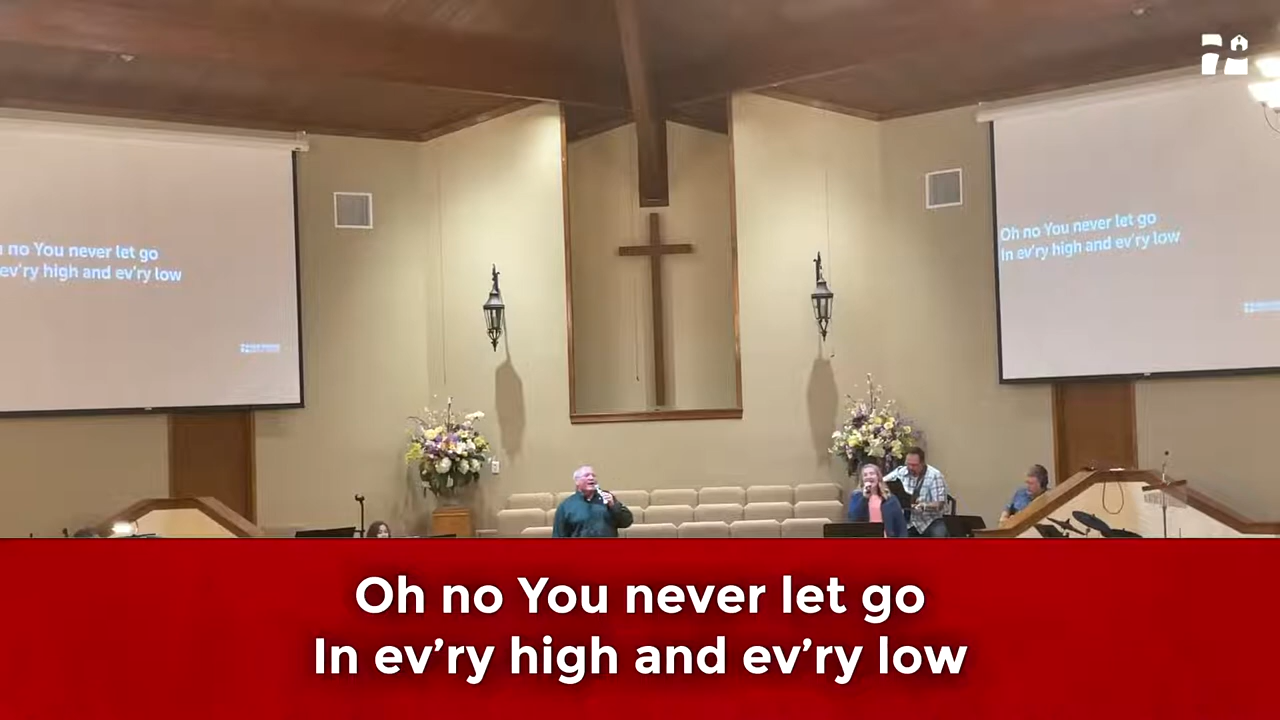 no You never let go
ev'ry high and ev'ry low
Oh no You never let go
In ev'ry high and ev'ry low
Oh no You never let go
In ev’ry high and ev’ry low